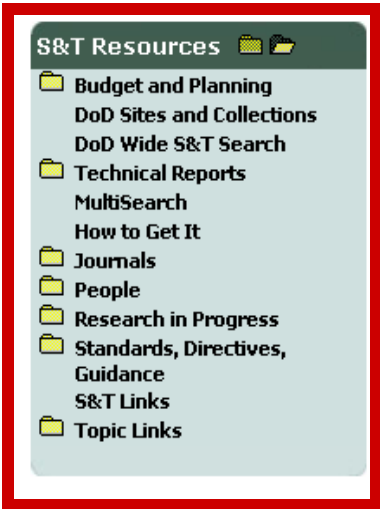 S&T Resources
Budget and Planning
DoD Sites and Collections
DoD Wide S&T Search
Technical Reports
MultiSearch
How to Get It
Journals
People
Research in Progress
Standards, Directives,
Guidance
S&T Links
Topic Links